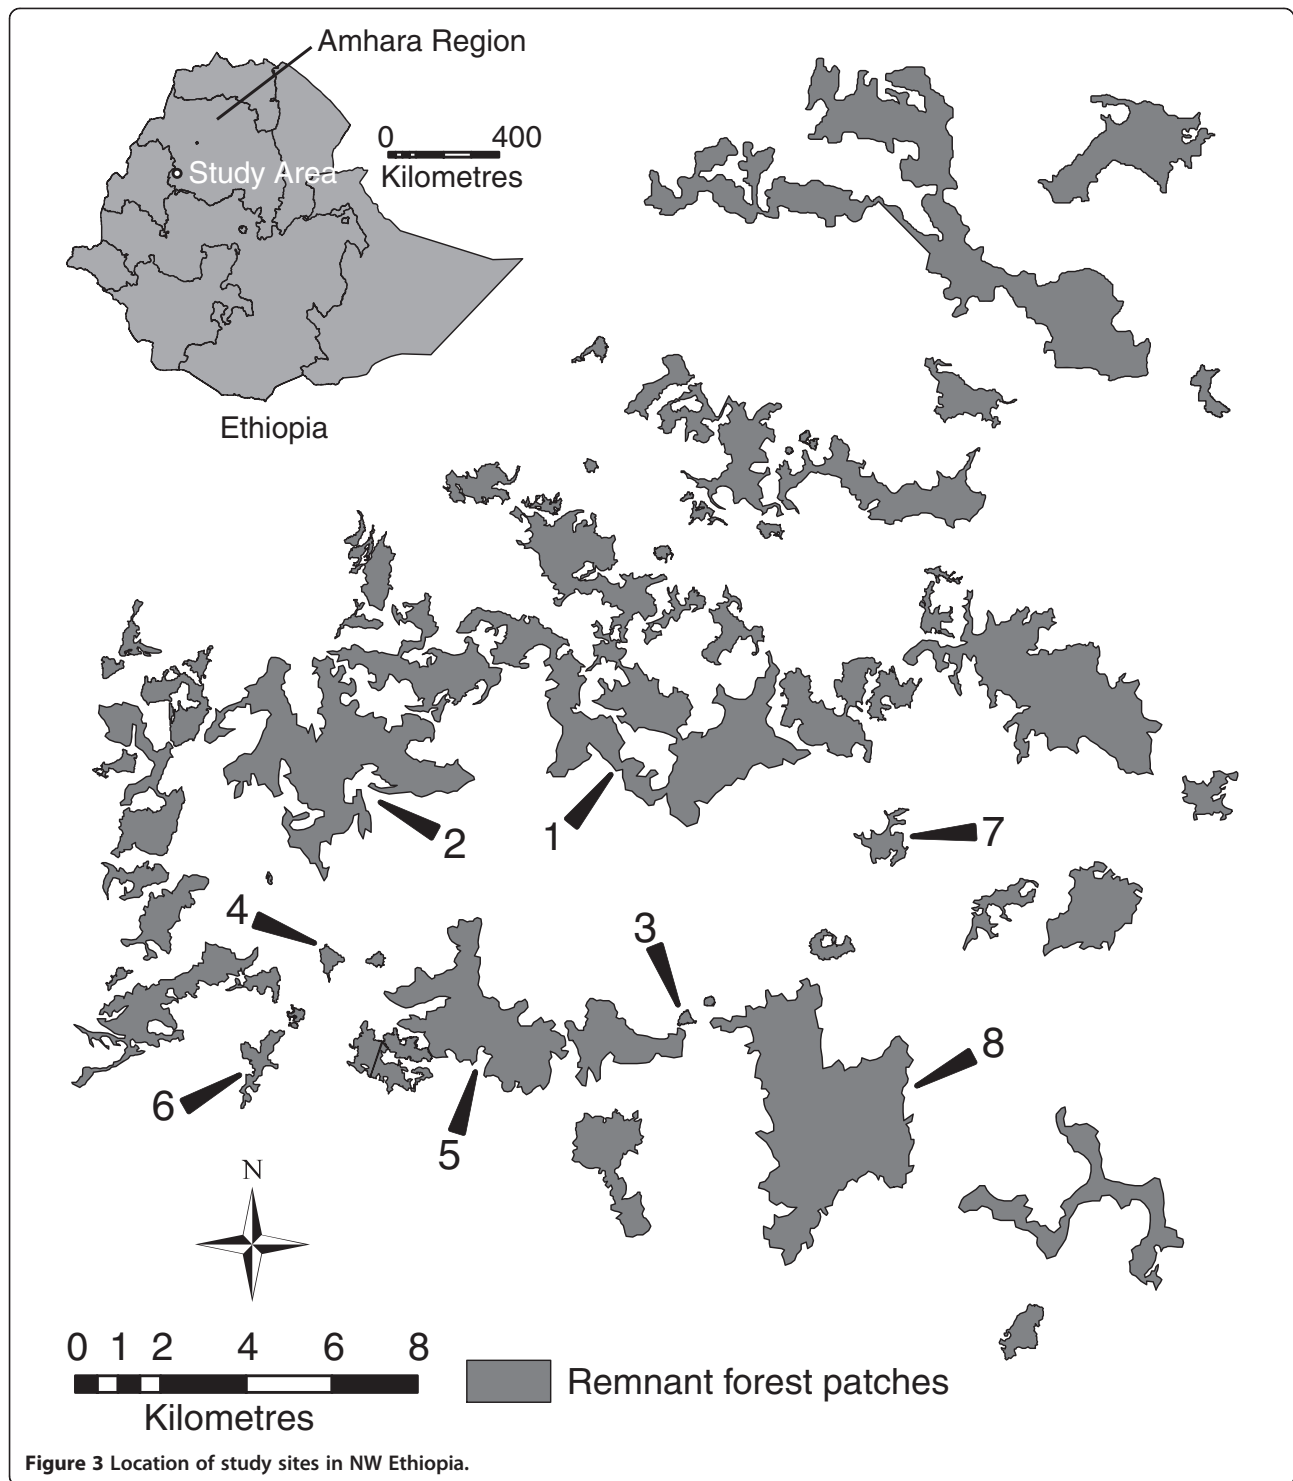 Amhara Region
0 400
Kilometres
Study Area
Ethiopia
1
2
7
4
3
8
6
5
N
0 1 2 4 6 8
Kilometres
Remnant forest patches
Figure 3 Location of study sites in NW Ethiopia.